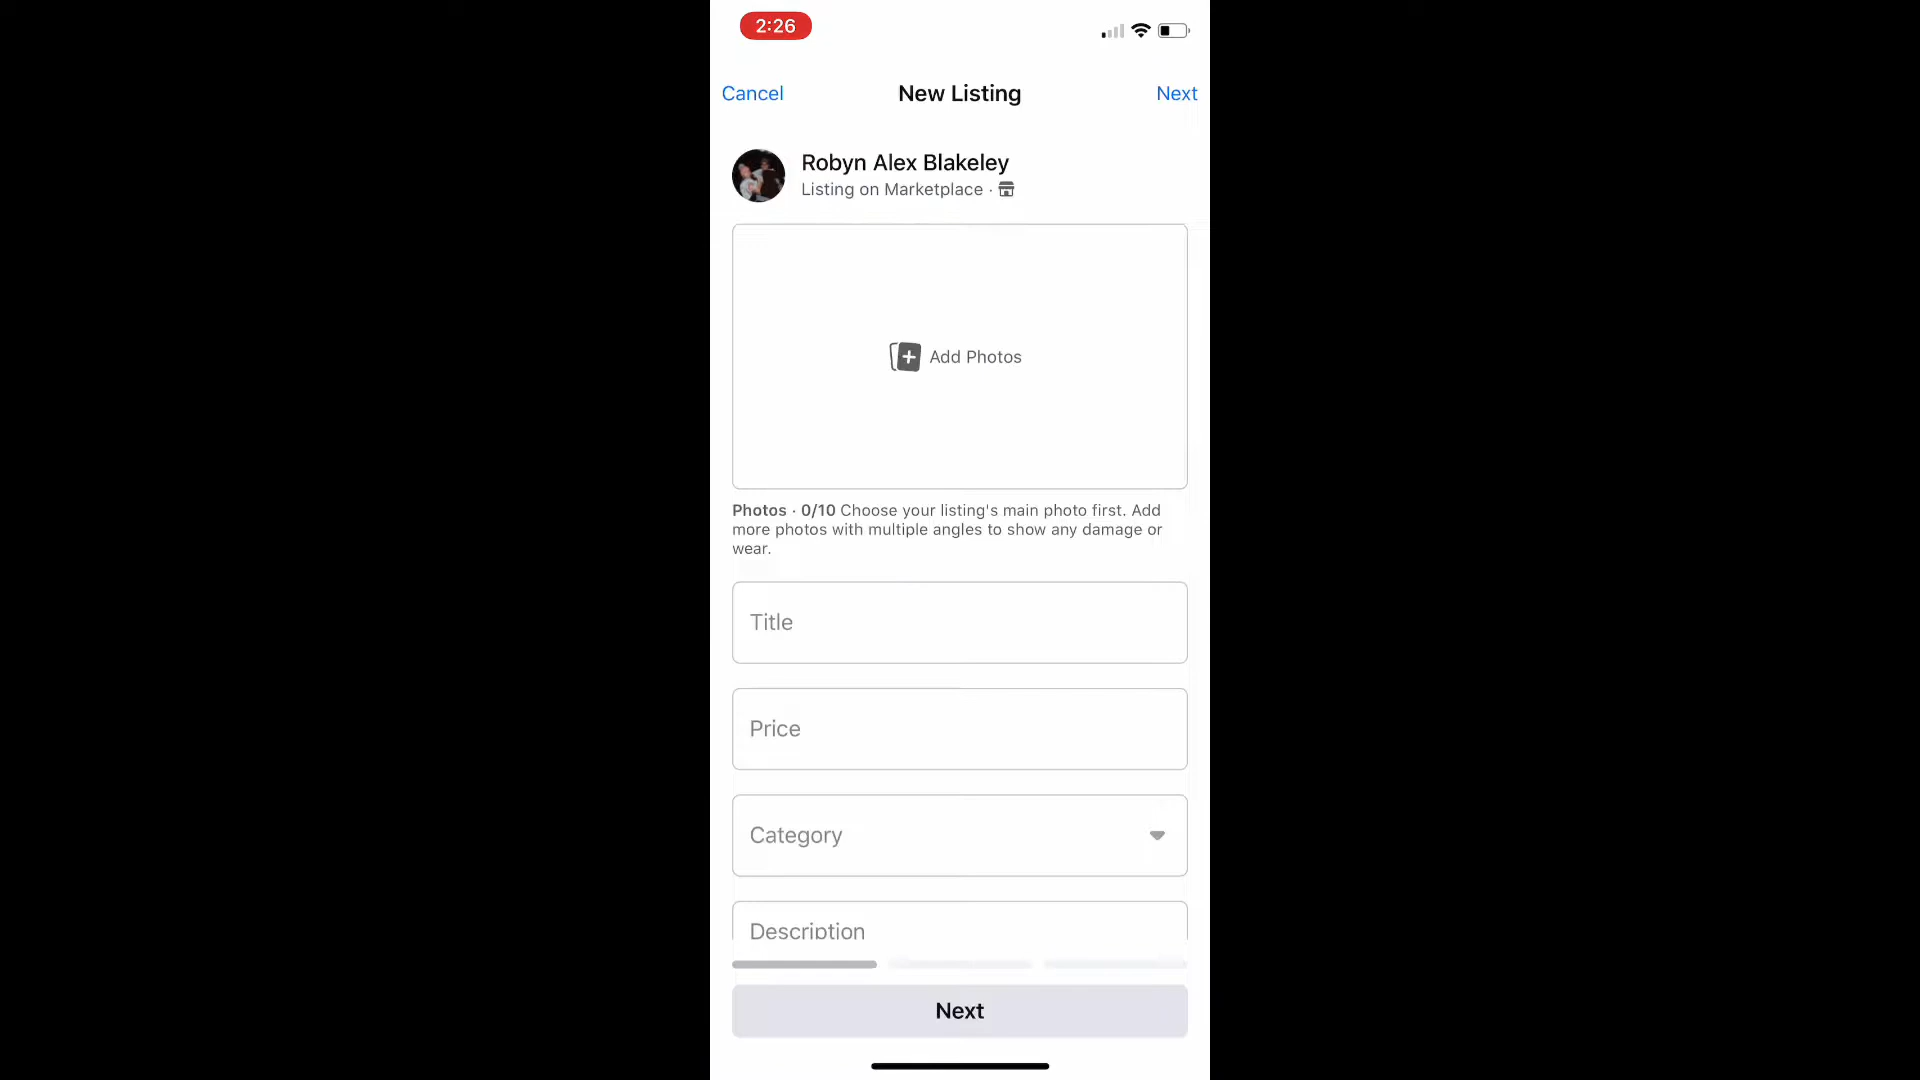 2:26
Cancel
New Listing
Next
Robyn Alex Blakeley
Listing on Marketplace ·
Add Photos
Photos · 0/10 Choose your listing's main photo first. Add
more photos with multiple angles to show any damage or
wear.
Title
Price
Category
Description
Next